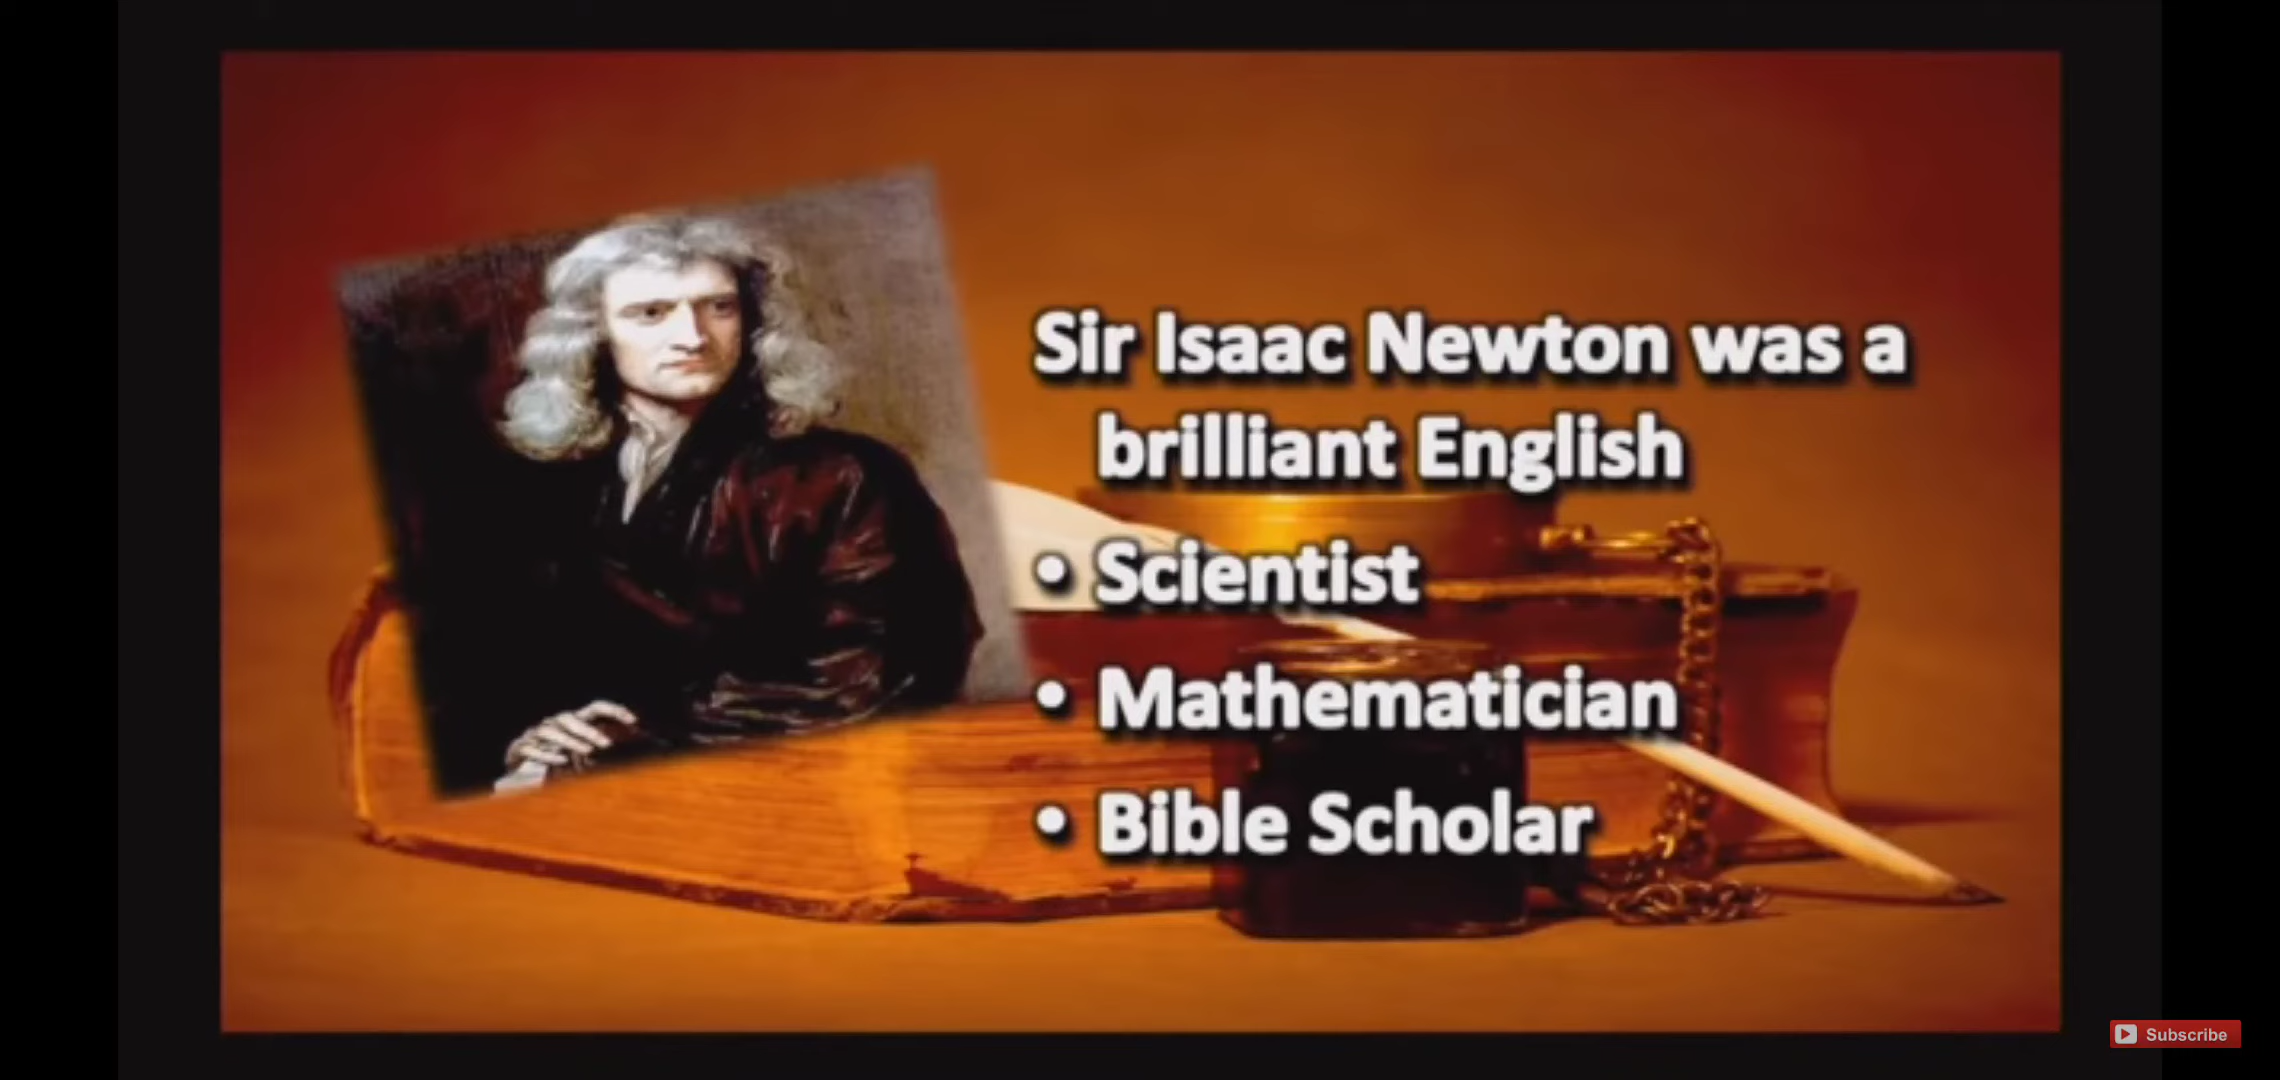 Sir Isaac Newton was a
brilliant English
• Scientist
• Mathematician
• Bible Scholar
Subscribe